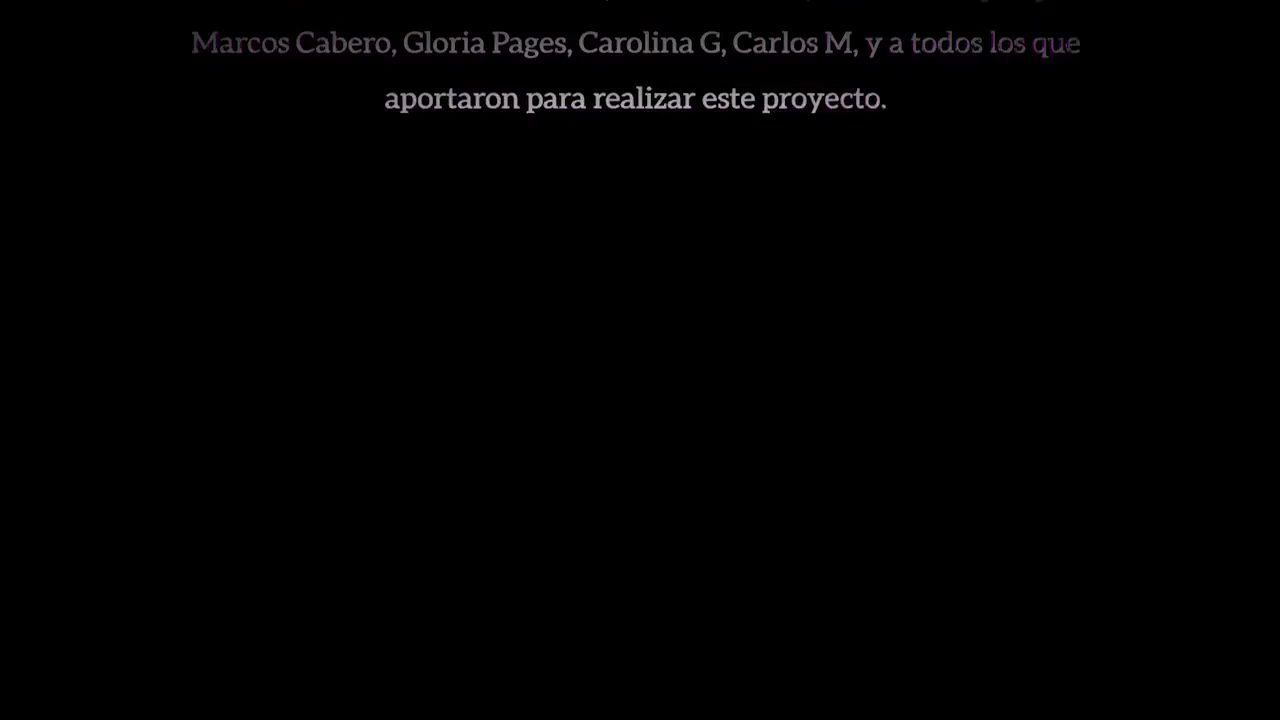 Marcos Cabero, Gloria Pages, Carolina G, Carlos M, y a todos los que
aportaron para realizar este proyecto.